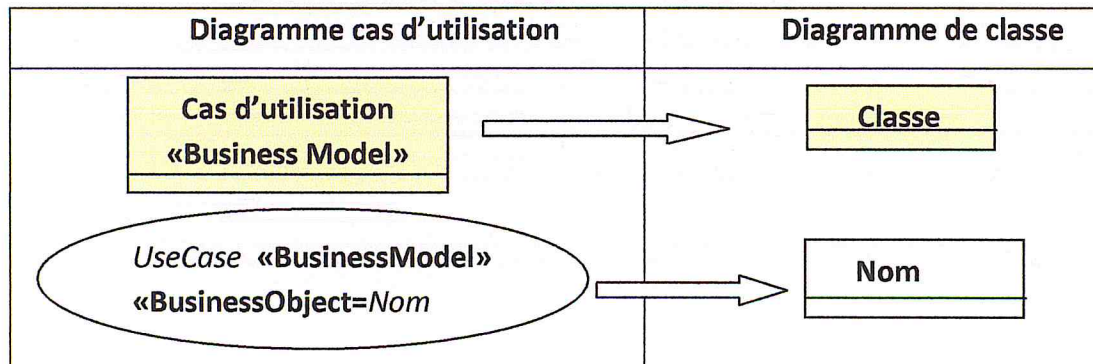 Diagramme cas d’utilisation
Diagramme de classe
Cas d’utilisation
«Business Model»
Classe
UseCase «BusinessModel»
«BusinessObject=Nom
Nom